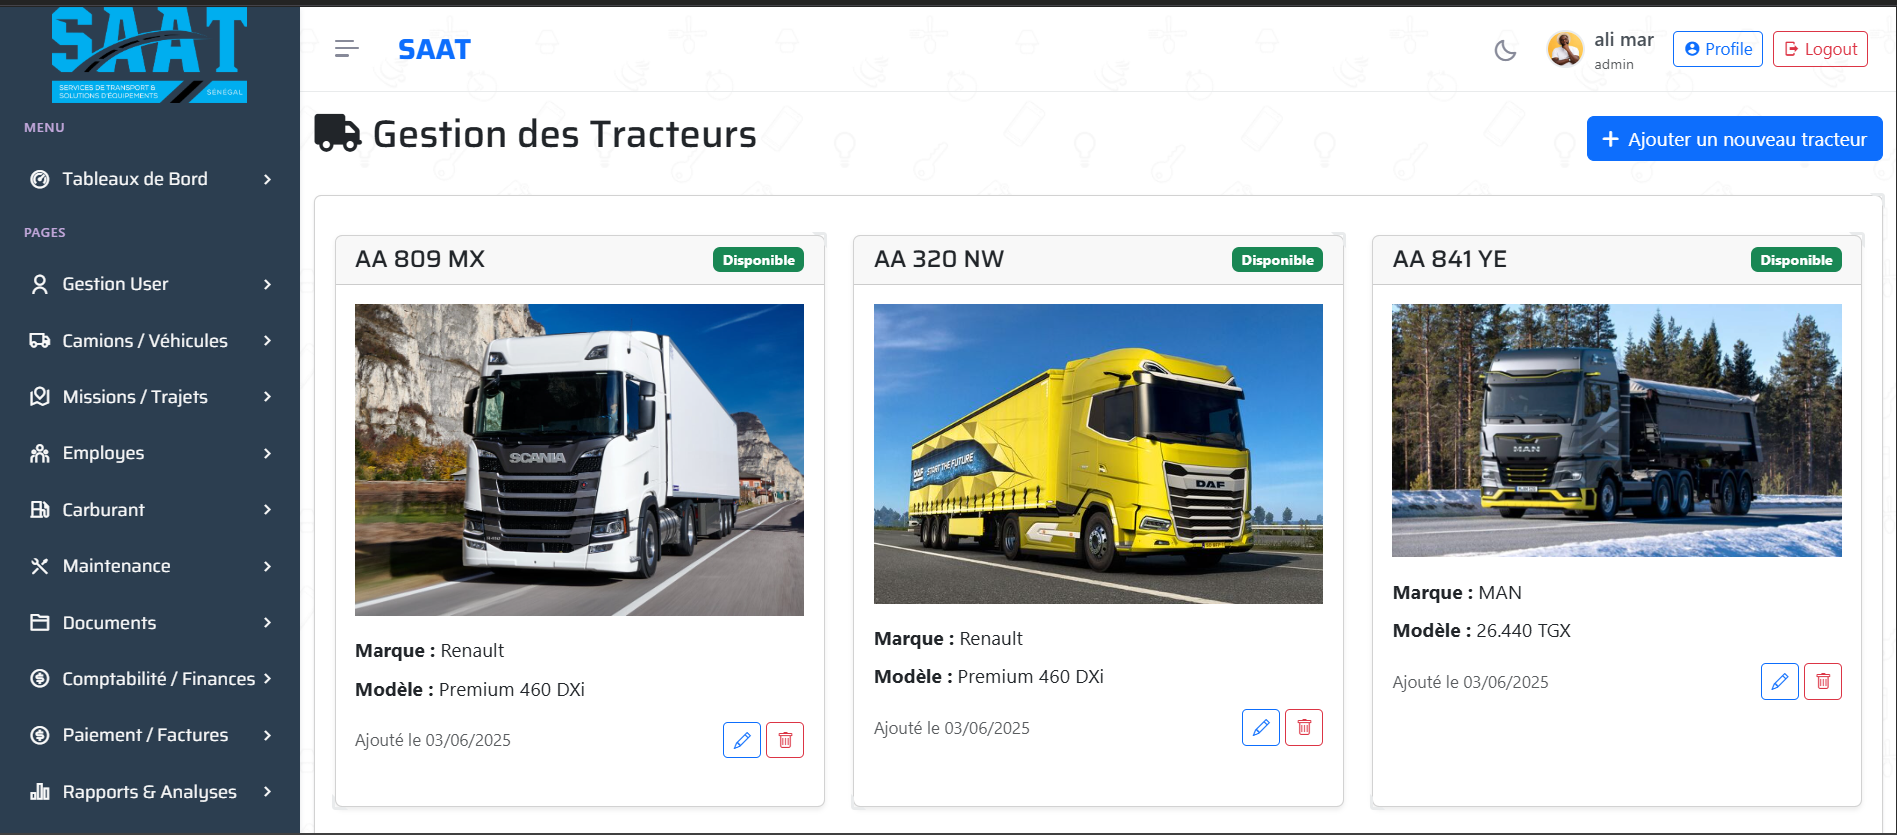 SAAT
SERVICES DE TRANSPORT &
SOLUTIONS D'ÉQUIPEMENTS
SÉNÉGAL
SAAT
ali mar
admin
Profile
Logout
MENU
Tableaux de Bord
PAGES
Gestion User
Camions / Véhicules
Missions / Trajets
Employes
Carburant
Maintenance
Documents
Comptabilité / Finances
Paiement / Factures
Rapports & Analyses
Gestion des Tracteurs
+ Ajouter un nouveau tracteur
AA 809 MX
Disponible
SCANIA
Marque : Renault
Modèle : Premium 460 DXi
Ajouté le 03/06/2025
AA 320 NW
Disponible
DAF START THE FUTURE
DAF
Marque : Renault
Modèle : Premium 460 DXi
Ajouté le 03/06/2025
AA 841 YE
Disponible
MAN
Marque : MAN
Modèle : 26.440 TGX
Ajouté le 03/06/2025